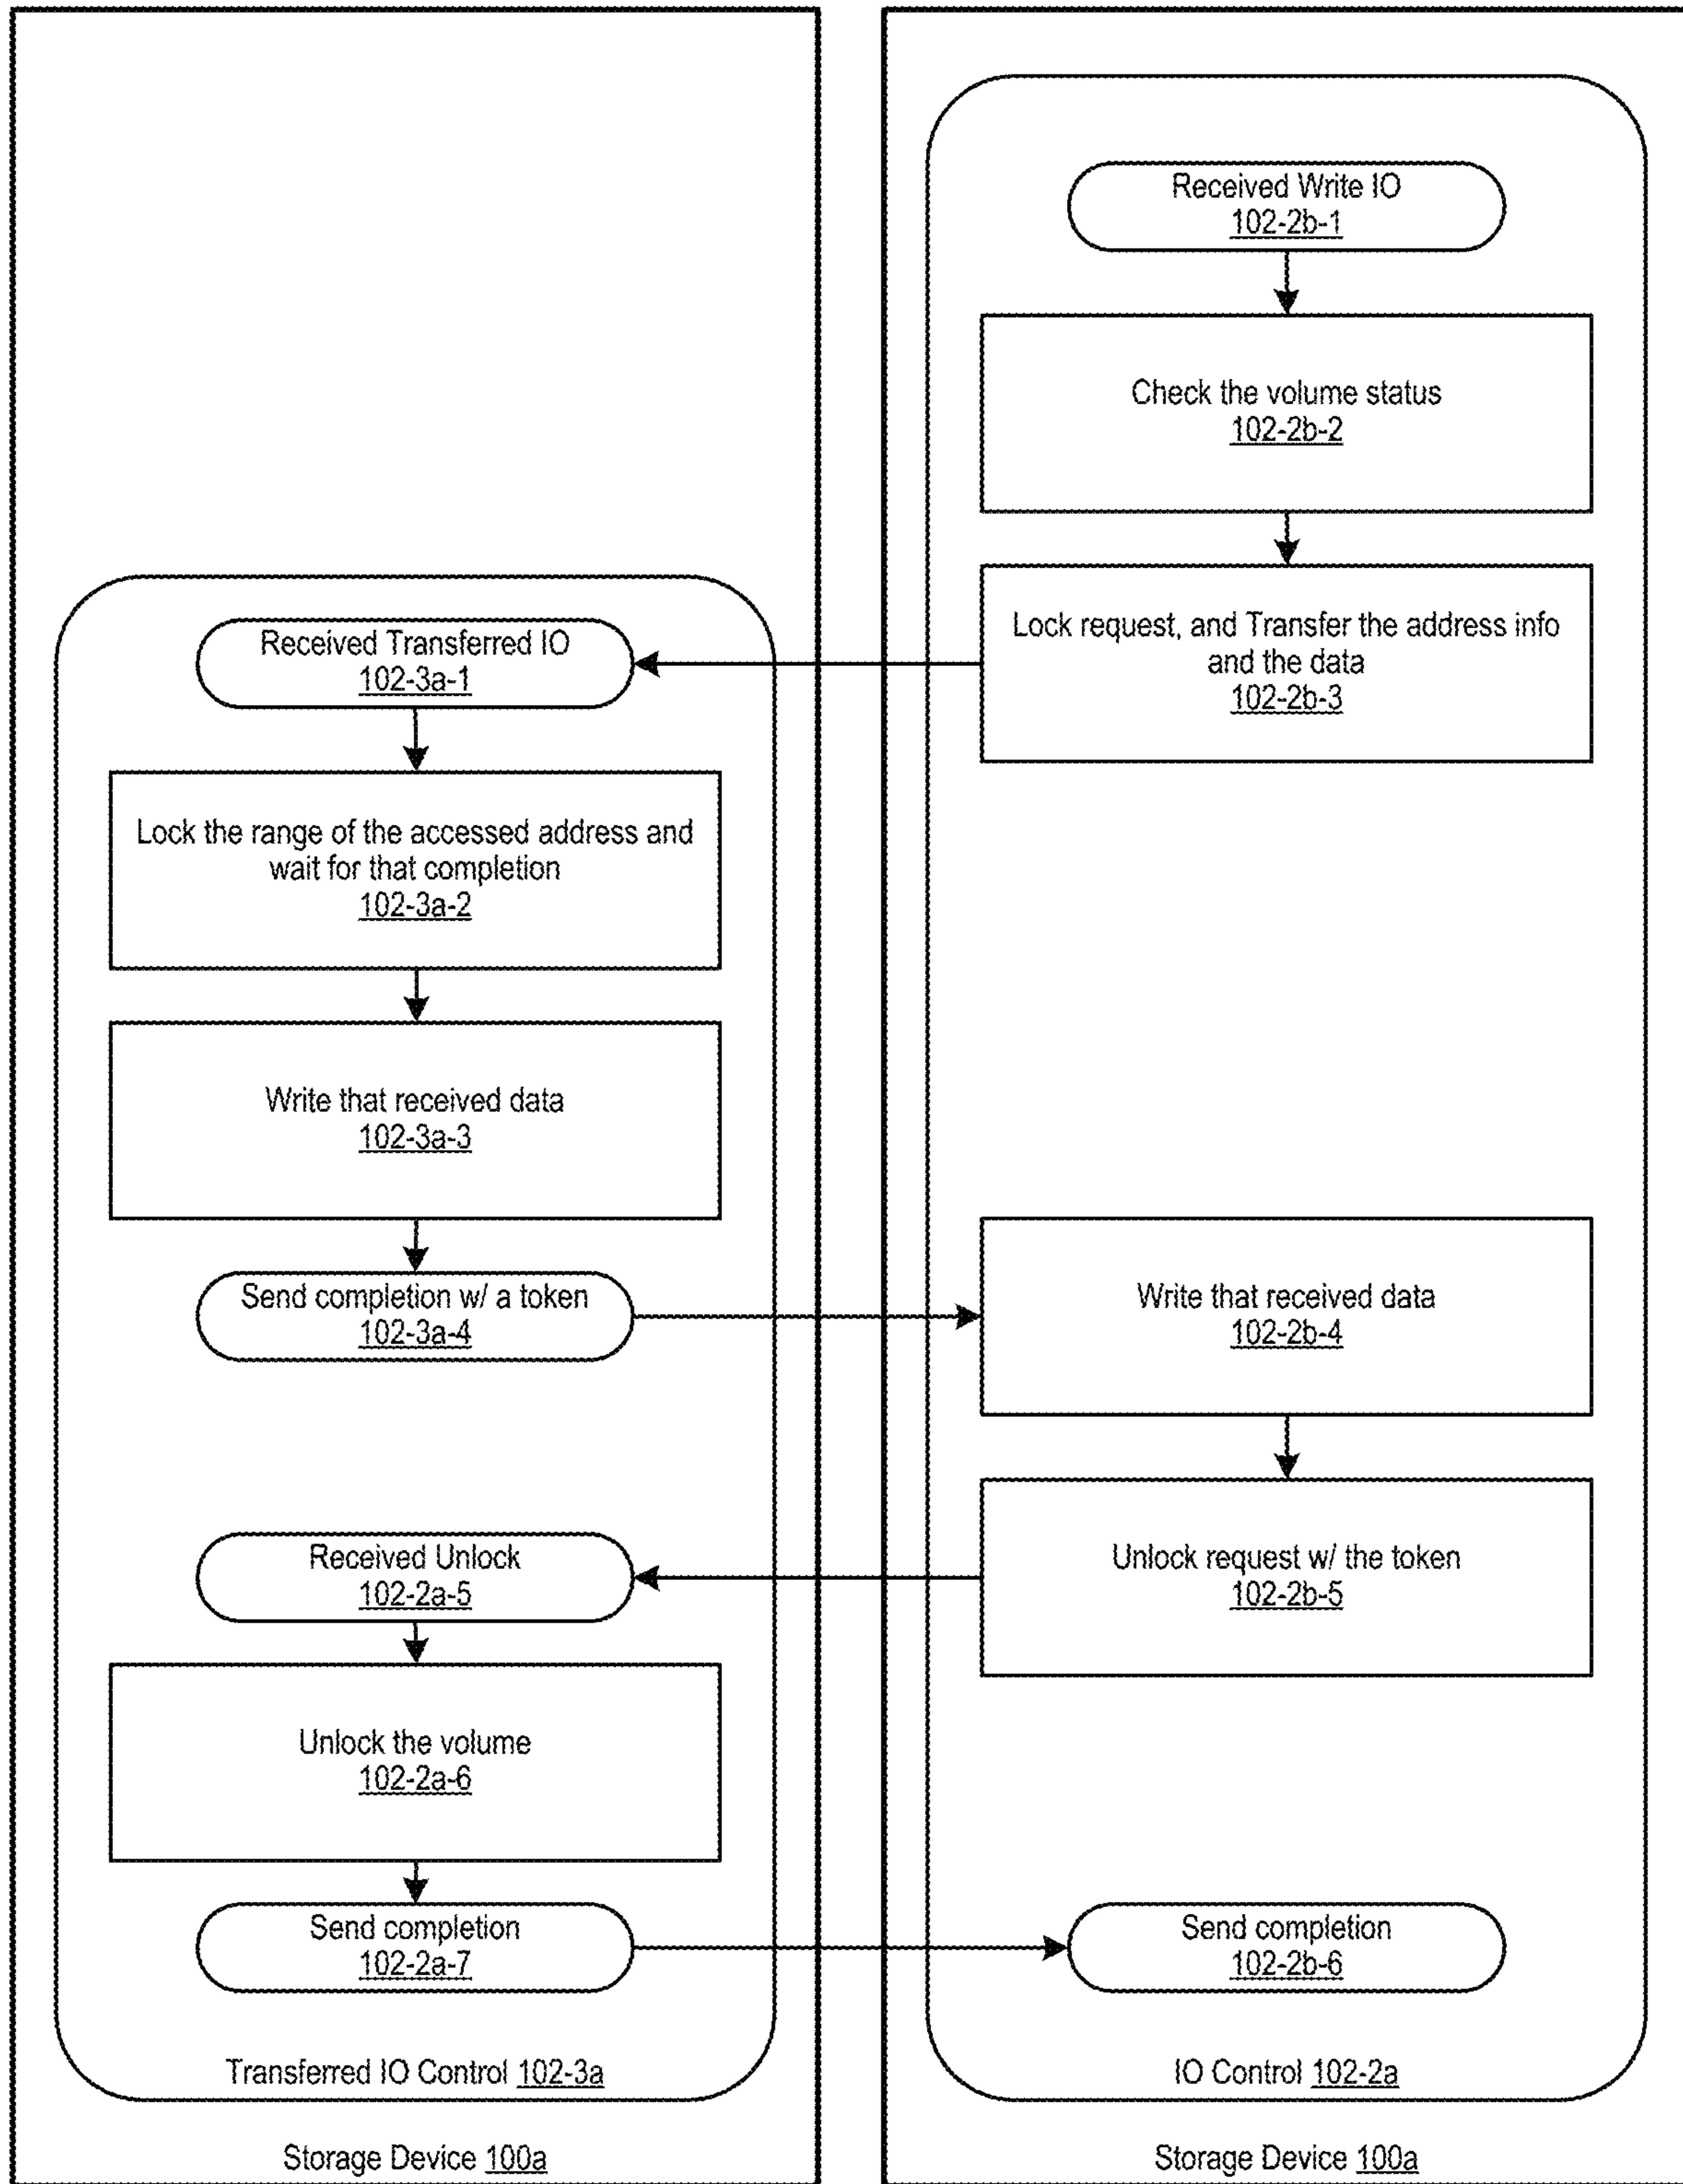 Received Write IO
102-2b-1
Check the volume status
102-2b-2
Lock request, and Transfer the address info
and the data
102-2b-3
Received Transferred IO
102-3a-1
Lock the range of the accessed address and
wait for that completion
102-3a-2
Write that received data
102-3a-3
Send completion w/ a token
102-3a-4
Write that received data
102-2b-4
Unlock request w/ the token
102-2b-5
Received Unlock
102-2a-5
Unlock the volume
102-2a-6
Send completion
102-2a-7
Send completion
102-2b-6
Transferred IO Control 102-3a
IO Control 102-2a
Storage Device 100a
Storage Device 100a